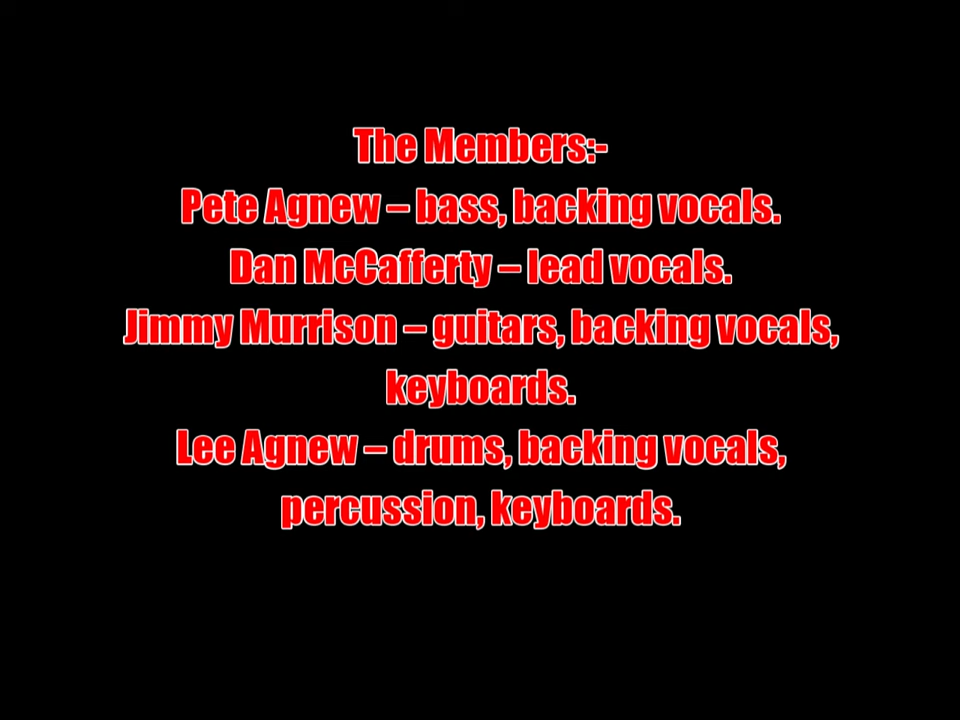 The Members:-
Pete Agnew – bass, backing vocals.
Dan McCafferty – lead vocals.
Jimmy Murrison – guitars, backing vocals,
keyboards.
Lee Agnew – drums, backing vocals,
percussion, keyboards.